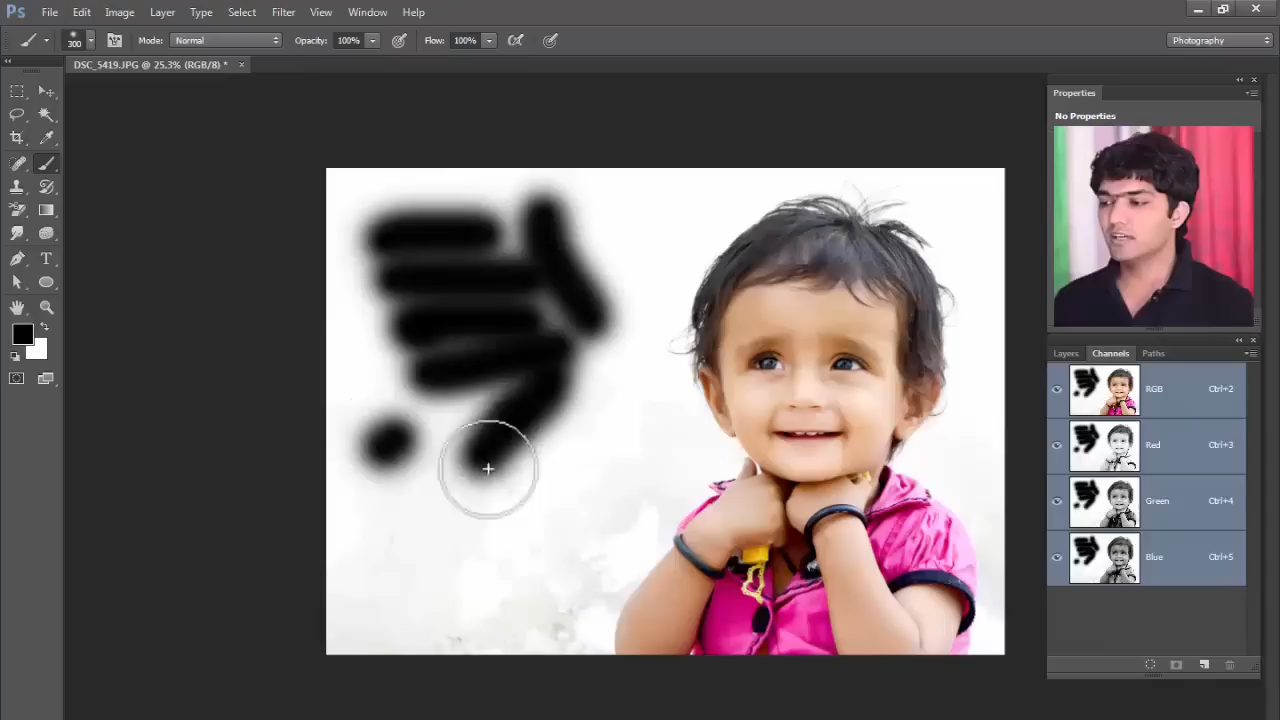 Ps File Edit Image Layer Type Select Filter View Window Help
300 Mode: Normal Opacity: 100% Flow: 100% Photography
DSC_5419.JPG @ 25.3% (RGB/8) * ×
Properties
No Properties
Layers Channels Paths
RGB Ctrl+2
Red Ctrl+3
Green Ctrl+4
Blue Ctrl+5